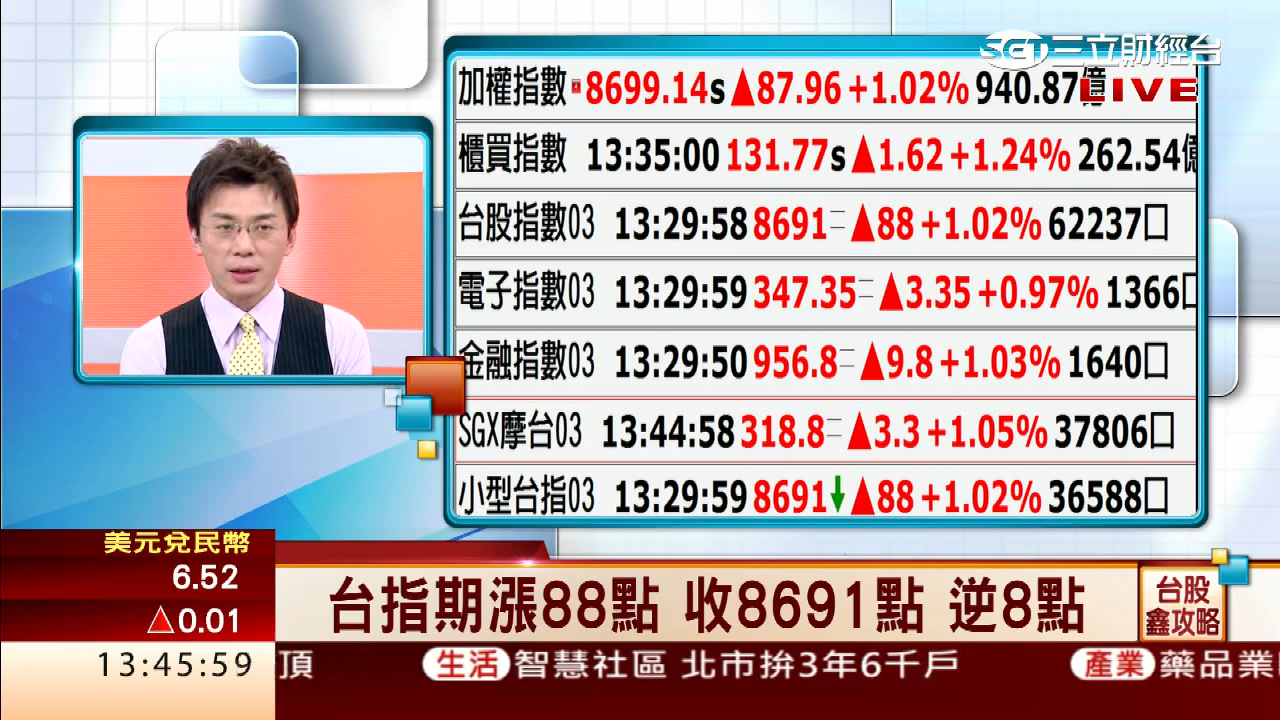 SET 三立財經台
LIVE
加權指數 8699.14s ▲87.96 +1.02% 940.87億
櫃買指數 13:35:00 131.77s ▲1.62 +1.24% 262.54億
台股指數03 13:29:58 8691 ▲88 +1.02% 62237口
電子指數03 13:29:59 347.35 ▲3.35 +0.97% 1366口
金融指數03 13:29:50 956.8 ▲9.8 +1.03% 1640口
SGX摩台03 13:44:58 318.8 ▲3.3 +1.05% 37806口
小型台指03 13:29:59 8691↓ ▲88 +1.02% 36588口
美元兌民幣
6.52
△0.01
台指期漲88點 收8691點 逆8點
台股
鑫攻略
13:45:59
頂 生活 智慧社區 北市拚3年6千戶 產業 藥品業